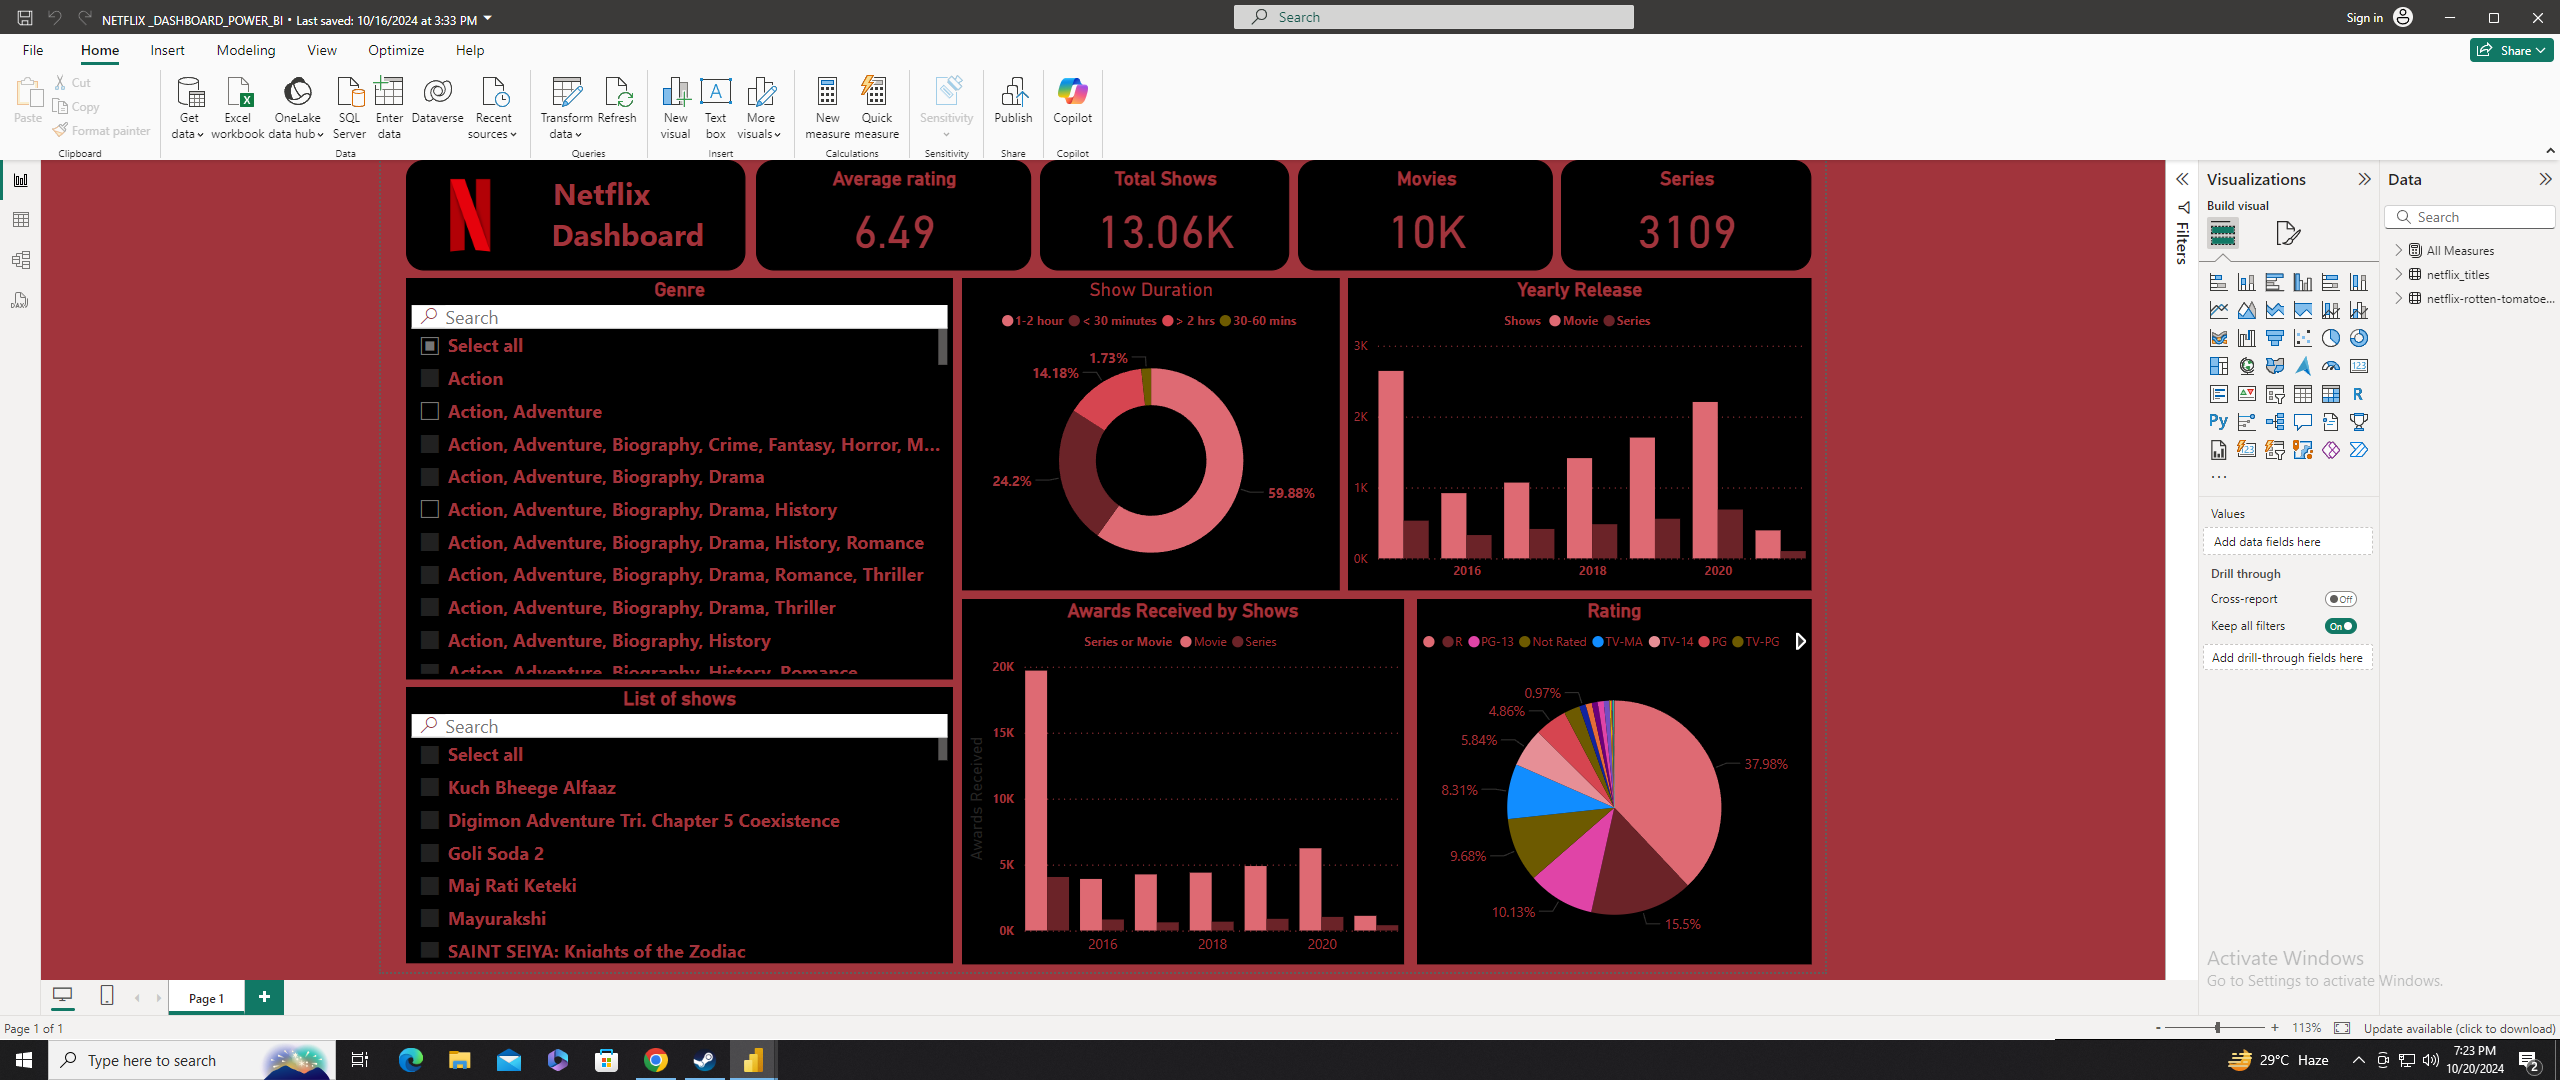 NETFLIX _DASHBOARD_POWER_BI • Last saved: 10/16/2024 at 3:33 PM
Search
Sign in
File Home Insert Modeling View Optimize Help
Share
Paste
Cut
Copy
Format painter
Clipboard
Get data
Excel workbook
OneLake data hub
SQL Server
Enter data
Dataverse
Recent sources
Data
Transform data
Refresh
Queries
New visual
Text box
More visuals
Insert
New measure
Quick measure
Calculations
Sensitivity
Sensitivity
Publish
Share
Copilot
Copilot
Netflix
Dashboard
Average rating
6.49
Total Shows
13.06K
Movies
10K
Series
3109
Genre
Search
Select all
Action
Action, Adventure
Action, Adventure, Biography, Crime, Fantasy, Horror, M...
Action, Adventure, Biography, Drama
Action, Adventure, Biography, Drama, History
Action, Adventure, Biography, Drama, History, Romance
Action, Adventure, Biography, Drama, Romance, Thriller
Action, Adventure, Biography, Drama, Thriller
Action, Adventure, Biography, History
Action, Adventure, Biography, History, Romance
List of shows
Search
Select all
Kuch Bheege Alfaaz
Digimon Adventure Tri. Chapter 5 Coexistence
Goli Soda 2
Maj Rati Keteki
Mayurakshi
SAINT SEIYA: Knights of the Zodiac
Show Duration
1-2 hour < 30 minutes > 2 hrs 30-60 mins
1.73%
14.18%
24.2%
59.88%
Yearly Release
Shows Movie Series
3K
2K
1K
0K
2016 2018 2020
Awards Received by Shows
Series or Movie Movie Series
Awards Received
20K
15K
10K
5K
0K
2016 2018 2020
Rating
R PG-13 Not Rated TV-MA TV-14 PG TV-PG
0.97%
4.86%
5.84%
8.31%
9.68%
10.13%
15.5%
37.98%
Filters
Visualizations
Build visual
123
R
Py
123
...
Values
Add data fields here
Drill through
Cross-report Off
Keep all filters On
Add drill-through fields here
Data
Search
All Measures
netflix_titles
netflix-rotten-tomatoe...
Activate Windows
Go to Settings to activate Windows.
DAX
Page 1
+
Page 1 of 1
- + 113%
Update available (click to download)
Type here to search
29°C Haze
7:23 PM
10/20/2024
2